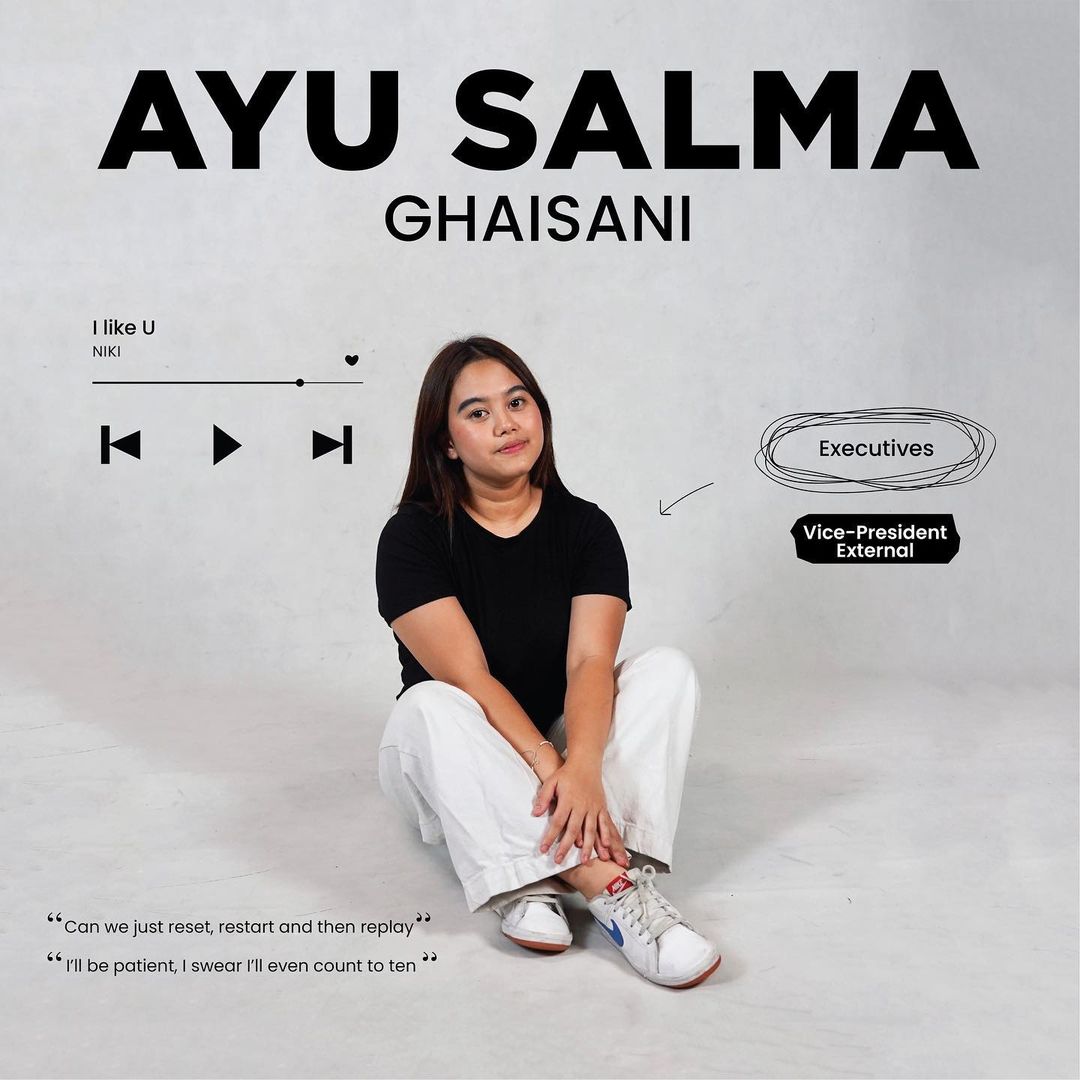 AYU SALMA
GHAISANI
I like U
NIKI
Executives
Vice-President
External
NIKE
“Can we just reset, restart and then replay”
“I’ll be patient, I swear I’ll even count to ten”